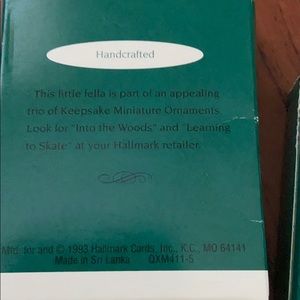 Handcrafted
This little fella is part of an appealing
trio of Keepsake Miniature Ornaments.
Look for "Into the Woods," and "Learning
to Skate" at your Hallmark retailer.
Mfd. for and © 1993 Hallmark Cards, Inc., K.C., MO 64141
Made in Sri Lanka QXM411-5